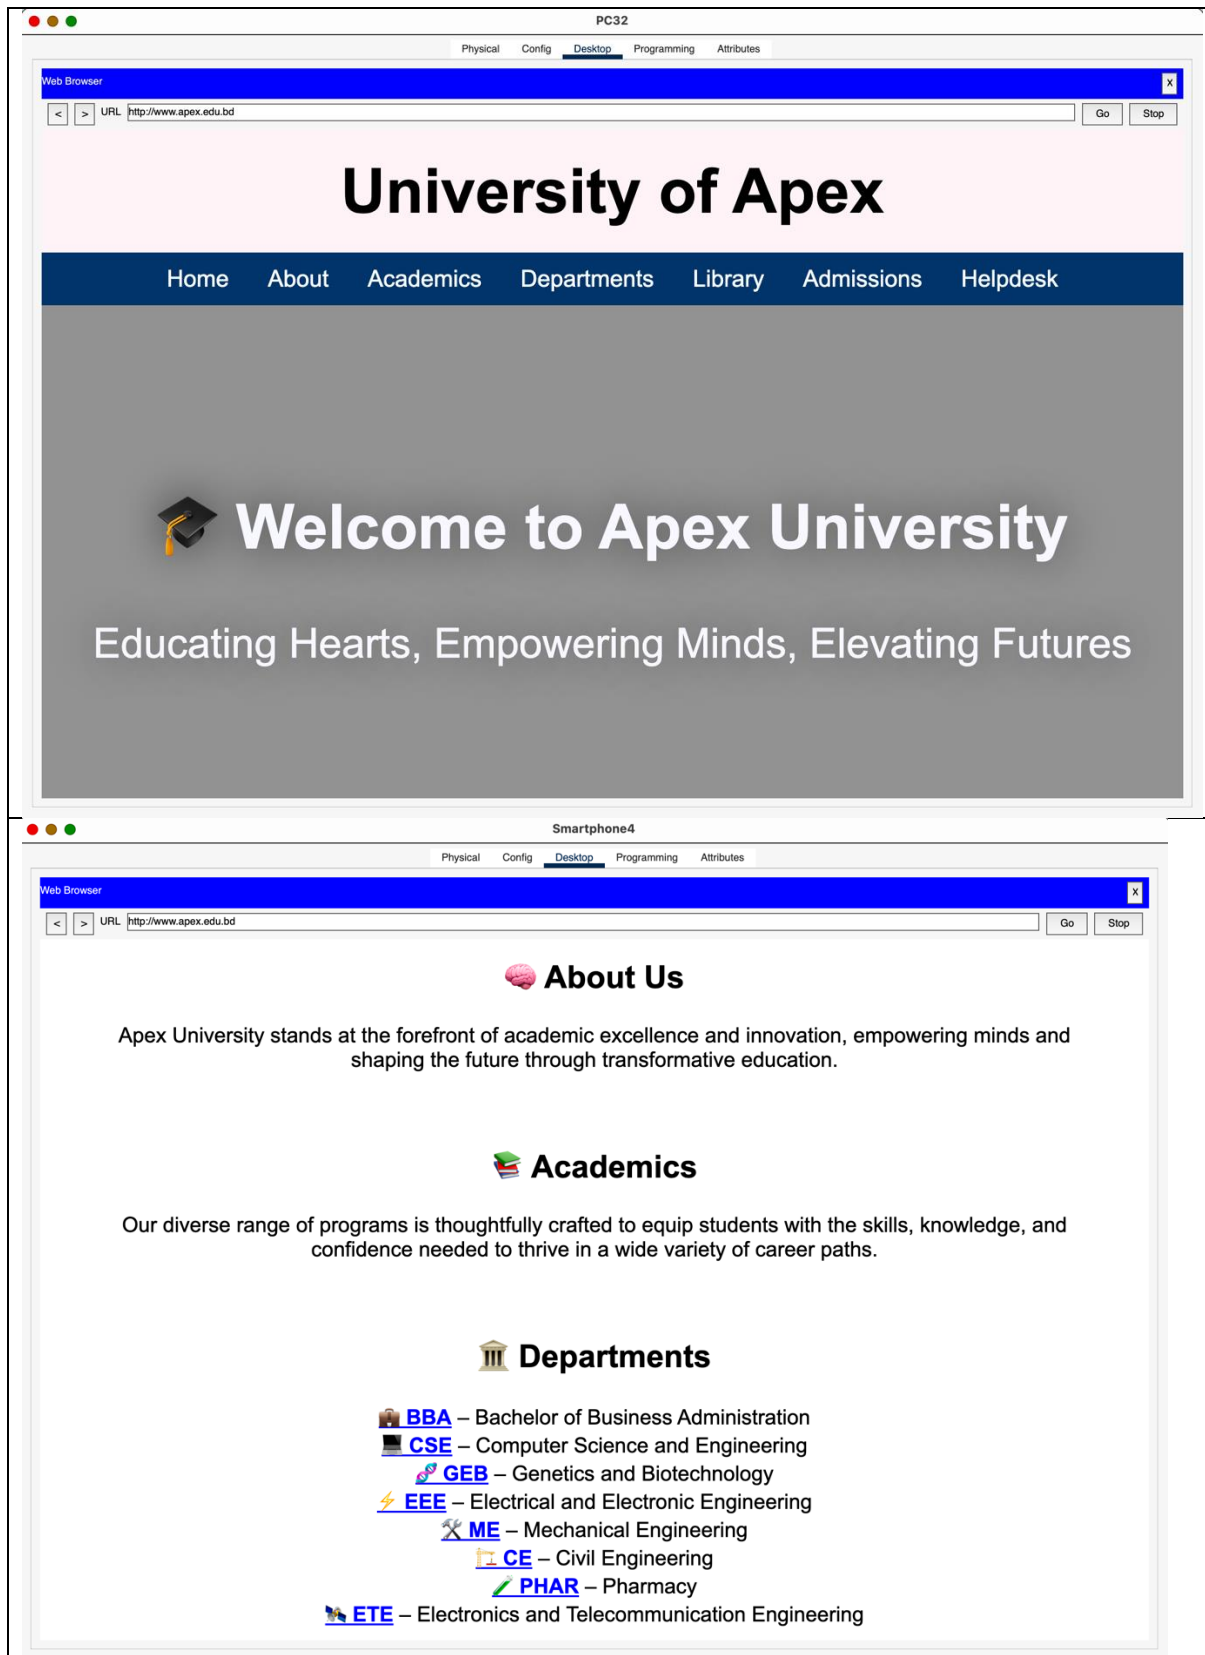 PC32
Physical Config Desktop Programming Attributes
Web Browser X
< > URL http://www.apex.edu.bd Go Stop
University of Apex
Home About Academics Departments Library Admissions Helpdesk
🎓 Welcome to Apex University
Educating Hearts, Empowering Minds, Elevating Futures
Smartphone4
Physical Config Desktop Programming Attributes
Web Browser X
< > URL http://www.apex.edu.bd Go Stop
🧠 About Us
Apex University stands at the forefront of academic excellence and innovation, empowering minds and
shaping the future through transformative education.
📚 Academics
Our diverse range of programs is thoughtfully crafted to equip students with the skills, knowledge, and
confidence needed to thrive in a wide variety of career paths.
🏛️ Departments
💼 BBA – Bachelor of Business Administration
💻 CSE – Computer Science and Engineering
🧬 GEB – Genetics and Biotechnology
⚡ EEE – Electrical and Electronic Engineering
🛠️ ME – Mechanical Engineering
🏗️ CE – Civil Engineering
🧪 PHAR – Pharmacy
🛰️ ETE – Electronics and Telecommunication Engineering